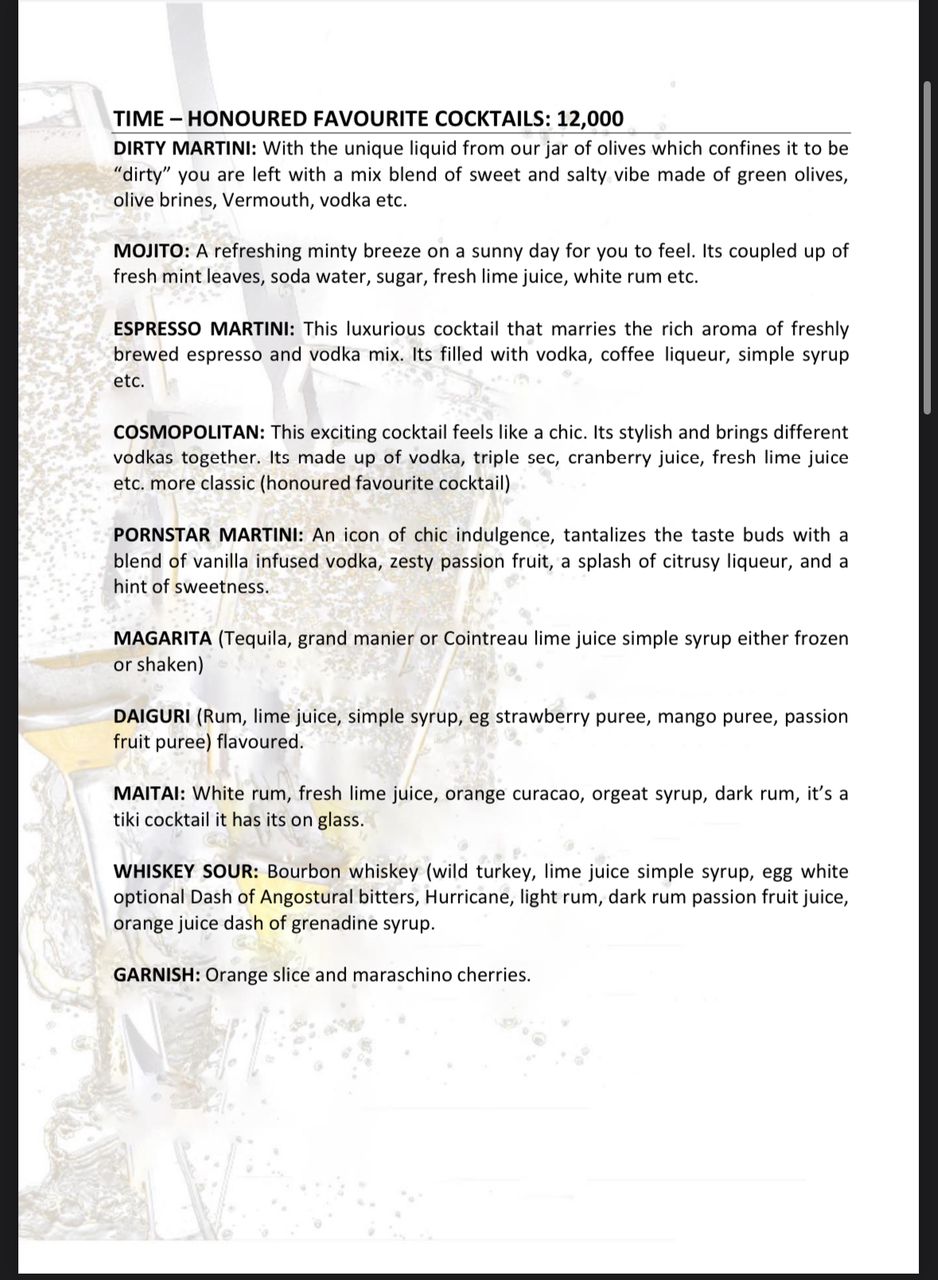 TIME – HONOURED FAVOURITE COCKTAILS: 12,000
DIRTY MARTINI: With the unique liquid from our jar of olives which confines it to be
“dirty” you are left with a mix blend of sweet and salty vibe made of green olives,
olive brines, Vermouth, vodka etc.
MOJITO: A refreshing minty breeze on a sunny day for you to feel. Its coupled up of
fresh mint leaves, soda water, sugar, fresh lime juice, white rum etc.
ESPRESSO MARTINI: This luxurious cocktail that marries the rich aroma of freshly
brewed espresso and vodka mix. Its filled with vodka, coffee liqueur, simple syrup
etc.
COSMOPOLITAN: This exciting cocktail feels like a chic. Its stylish and brings different
vodkas together. Its made up of vodka, triple sec, cranberry juice, fresh lime juice
etc. more classic (honoured favourite cocktail)
PORNSTAR MARTINI: An icon of chic indulgence, tantalizes the taste buds with a
blend of vanilla infused vodka, zesty passion fruit, a splash of citrusy liqueur, and a
hint of sweetness.
MAGARITA (Tequila, grand manier or Cointreau lime juice simple syrup either frozen
or shaken)
DAIGURI (Rum, lime juice, simple syrup, eg strawberry puree, mango puree, passion
fruit puree) flavoured.
MAITAI: White rum, fresh lime juice, orange curacao, orgeat syrup, dark rum, it’s a
tiki cocktail it has its on glass.
WHISKEY SOUR: Bourbon whiskey (wild turkey, lime juice simple syrup, egg white
optional Dash of Angostural bitters, Hurricane, light rum, dark rum passion fruit juice,
orange juice dash of grenadine syrup.
GARNISH: Orange slice and maraschino cherries.